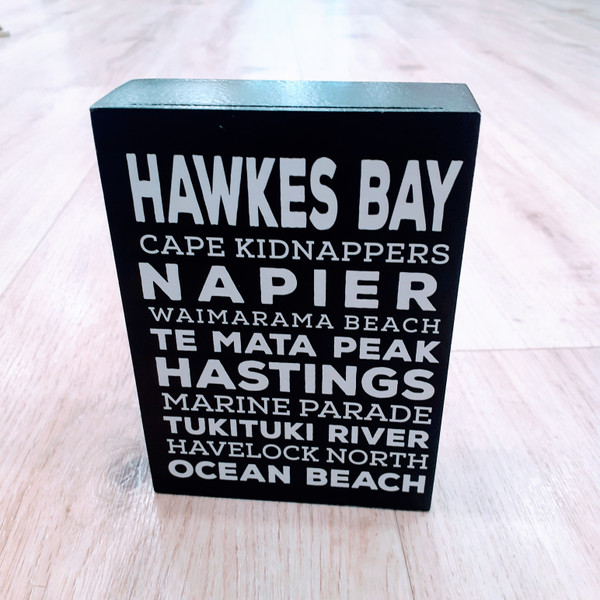 HAWKES BAY
CAPE KIDNAPPERS
NAPIER
WAIMARAMA BEACH
TE MATA PEAK
HASTINGS
MARINE PARADE
TUKITUKI RIVER
HAVELOCK NORTH
OCEAN BEACH